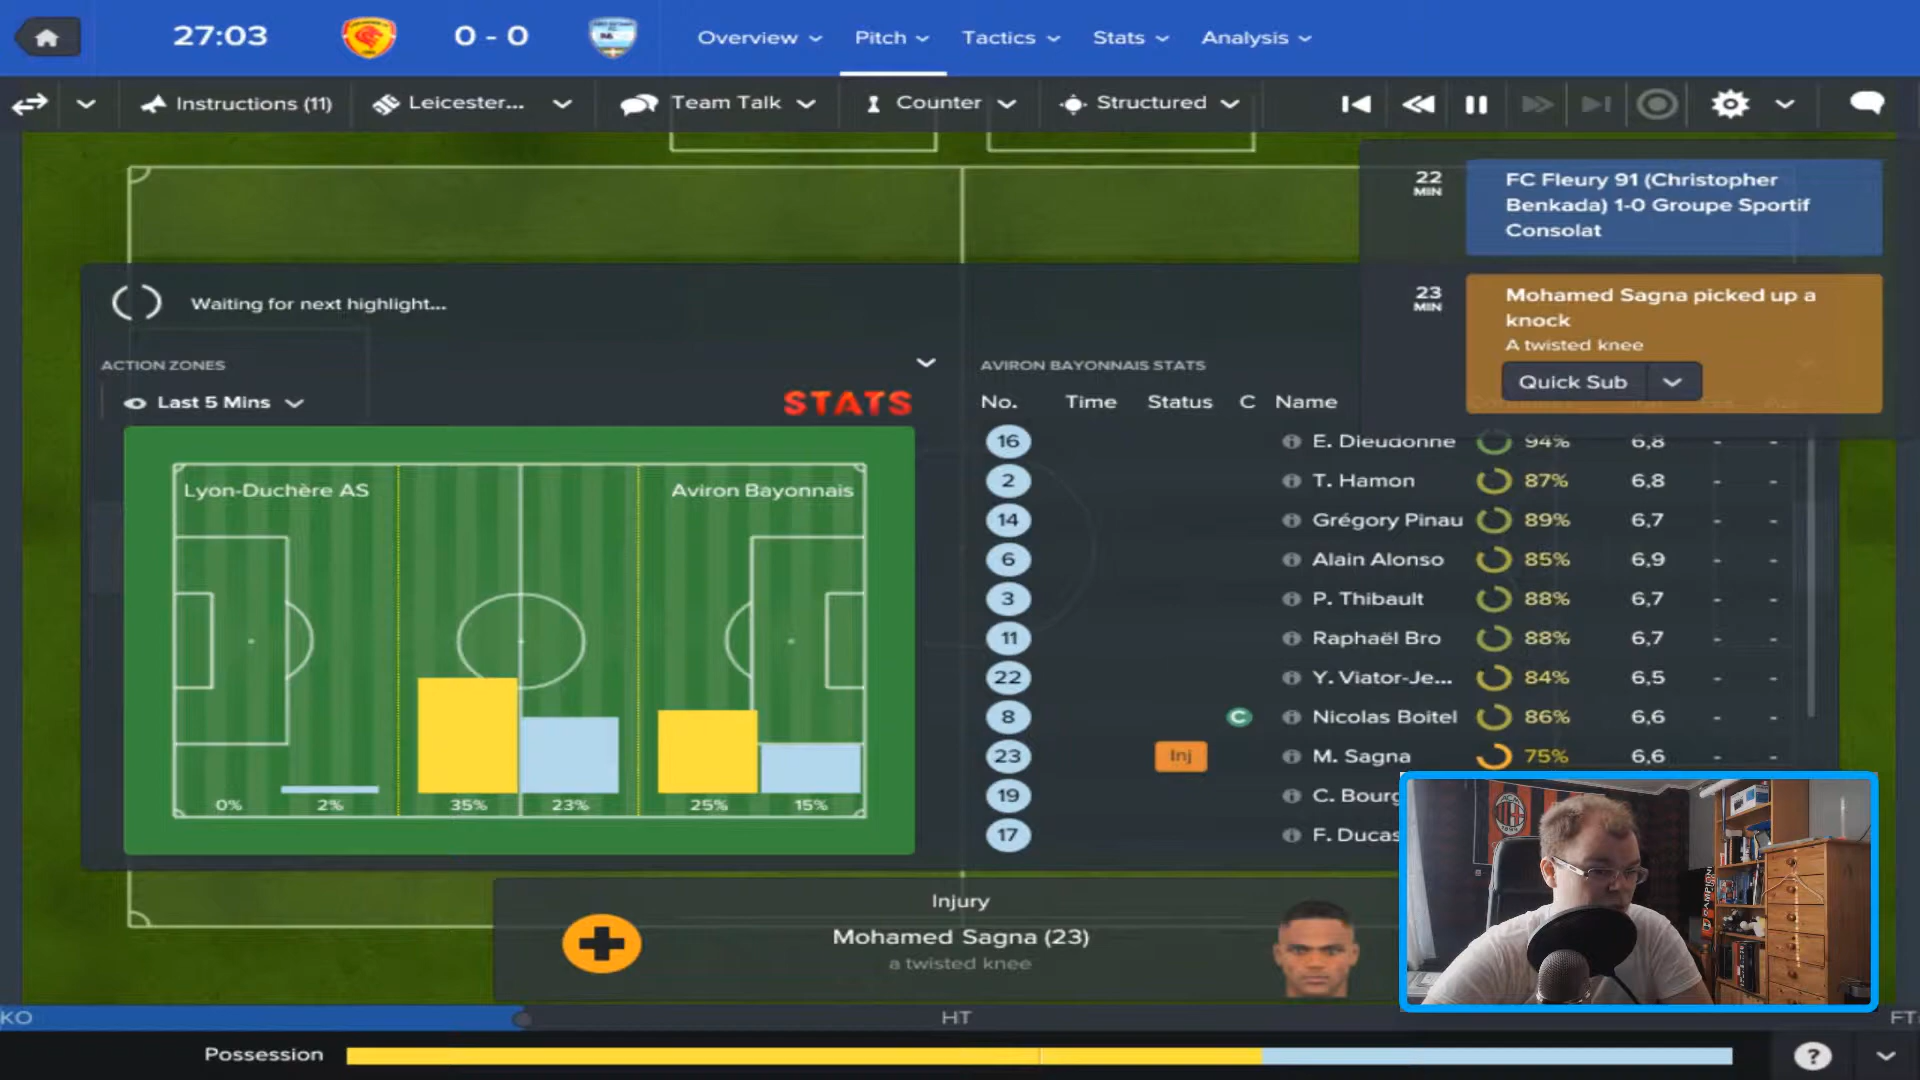 27:03
0 - 0
Overview
Pitch
Tactics
Stats
Analysis
Instructions (11)
Leicester...
Team Talk
Counter
Structured
22
MIN
FC Fleury 91 (Christopher
Benkada) 1-0 Groupe Sportif
Consolat
23
MIN
Mohamed Sagna picked up a
knock
A twisted knee
Quick Sub
Waiting for next highlight...
ACTION ZONES
Last 5 Mins
STATS
Lyon-Duchère AS
Aviron Bayonnais
0%
2%
35%
23%
25%
15%
AVIRON BAYONNAIS STATS
No. Time Status C Name
16 E. Dieudonne 94% 6,8 - -
2 T. Hamon 87% 6,8 - -
14 Grégory Pinau 89% 6,7 - -
6 Alain Alonso 85% 6,9 - -
3 P. Thibault 88% 6,7 - -
11 Raphaël Bro 88% 6,7 - -
22 Y. Viator-Je... 84% 6,5 - -
8 C Nicolas Boitel 86% 6,6 - -
23 Inj M. Sagna 75% 6,6 - -
19 C. Bourg
17 F. Ducas
Injury
Mohamed Sagna (23)
a twisted knee
KO
HT
FT
Possession
?